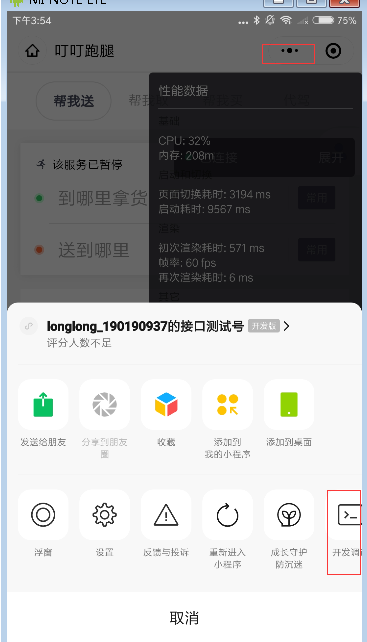 MI NOTE LTE
下午3:54
75%
叮叮跑腿
帮我送
性能数据
CPU: 32%
内存: 208m
展开
该服务已暂停
页面切换耗时: 3194 ms
到哪里拿货
启动耗时: 9567 ms
常用
初次渲染耗时: 571 ms
送到哪里
常用
帧率: 60 fps
再次渲染耗时: 6 ms
longlong_190190937的接口测试号 开发版
评分人数不足
发送给朋友
分享到朋友圈
收藏
添加到
我的小程序
添加到桌面
浮窗
设置
反馈与投诉
重新进入
小程序
成长守护
防沉迷
开发调
取消